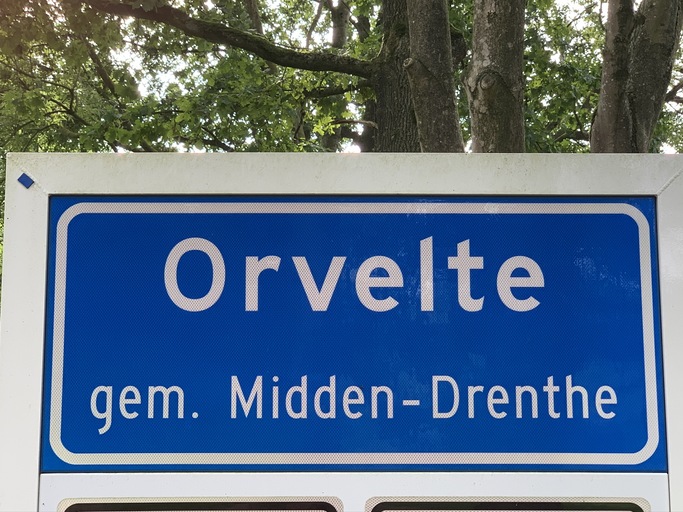 Orvelte
gem. Midden-Drenthe